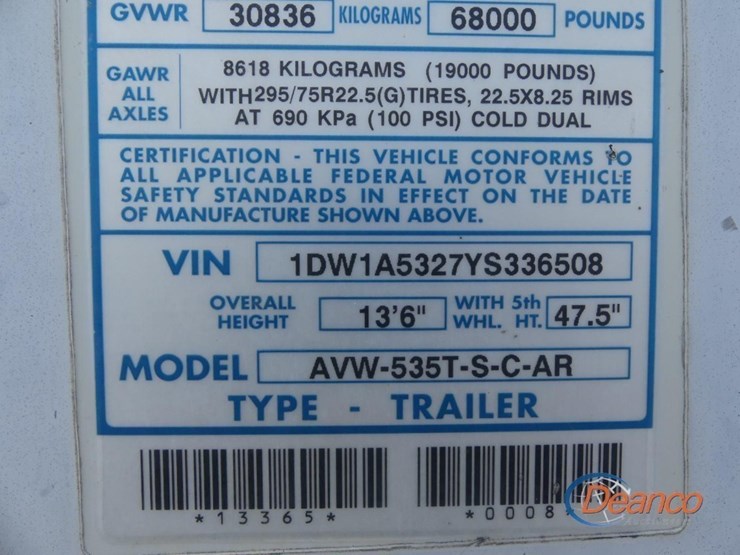 GVWR 30836 KILOGRAMS 68000 POUNDS
GAWR ALL AXLES
8618 KILOGRAMS (19000 POUNDS)
WITH 295/75R22.5(G)TIRES, 22.5X8.25 RIMS
AT 690 KPa (100 PSI) COLD DUAL
CERTIFICATION - THIS VEHICLE CONFORMS TO
ALL APPLICABLE FEDERAL MOTOR VEHICLE
SAFETY STANDARDS IN EFFECT ON THE DATE
OF MANUFACTURE SHOWN ABOVE.
VIN 1DW1A5327YS336508
OVERALL HEIGHT 13'6" WITH 5th WHL. HT. 47.5"
MODEL AVW-535T-S-C-AR
TYPE - TRAILER
*13365* *0008
Deanco